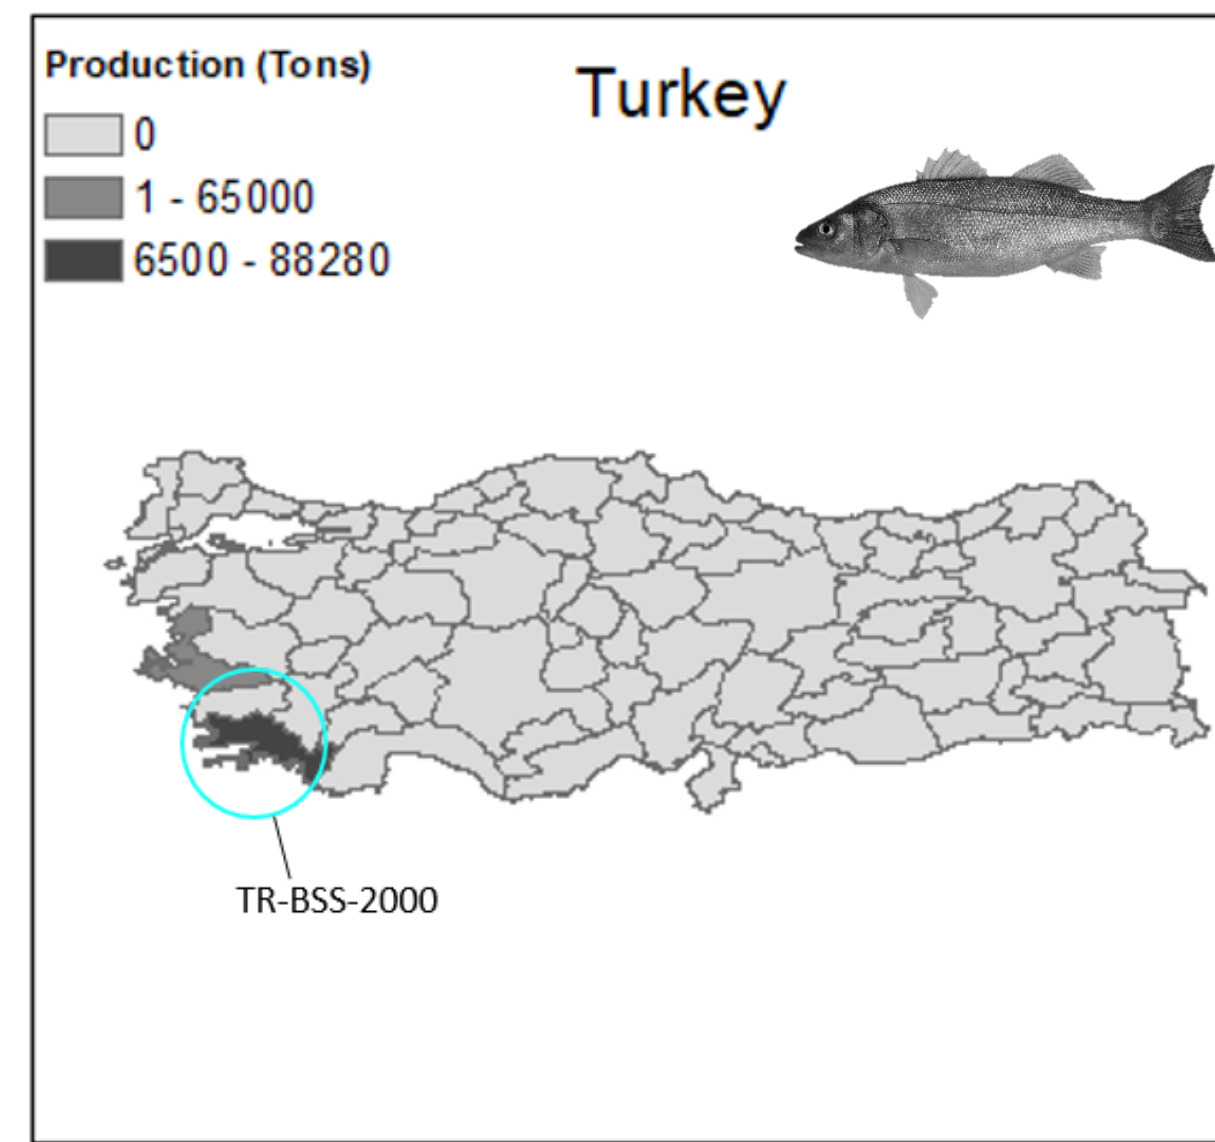 Production (Tons)
Turkey
0
1 - 65000
6500 - 88280
TR-BSS-2000